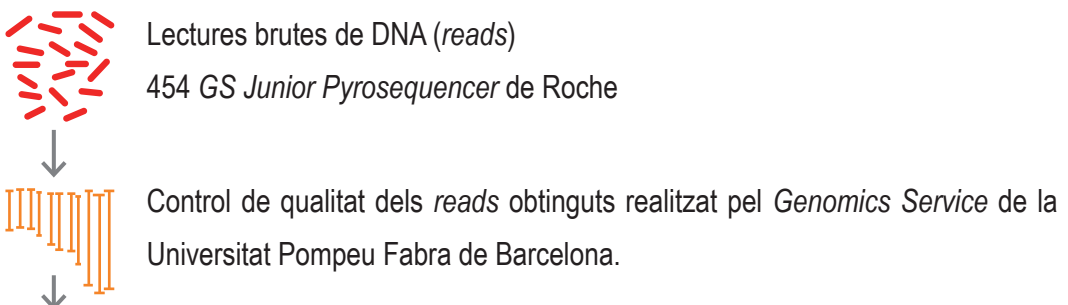 Lectures brutes de DNA (reads)
454 GS Junior Pyrosequencer de Roche
Control de qualitat dels reads obtinguts realitzat pel Genomics Service de la
Universitat Pompeu Fabra de Barcelona.